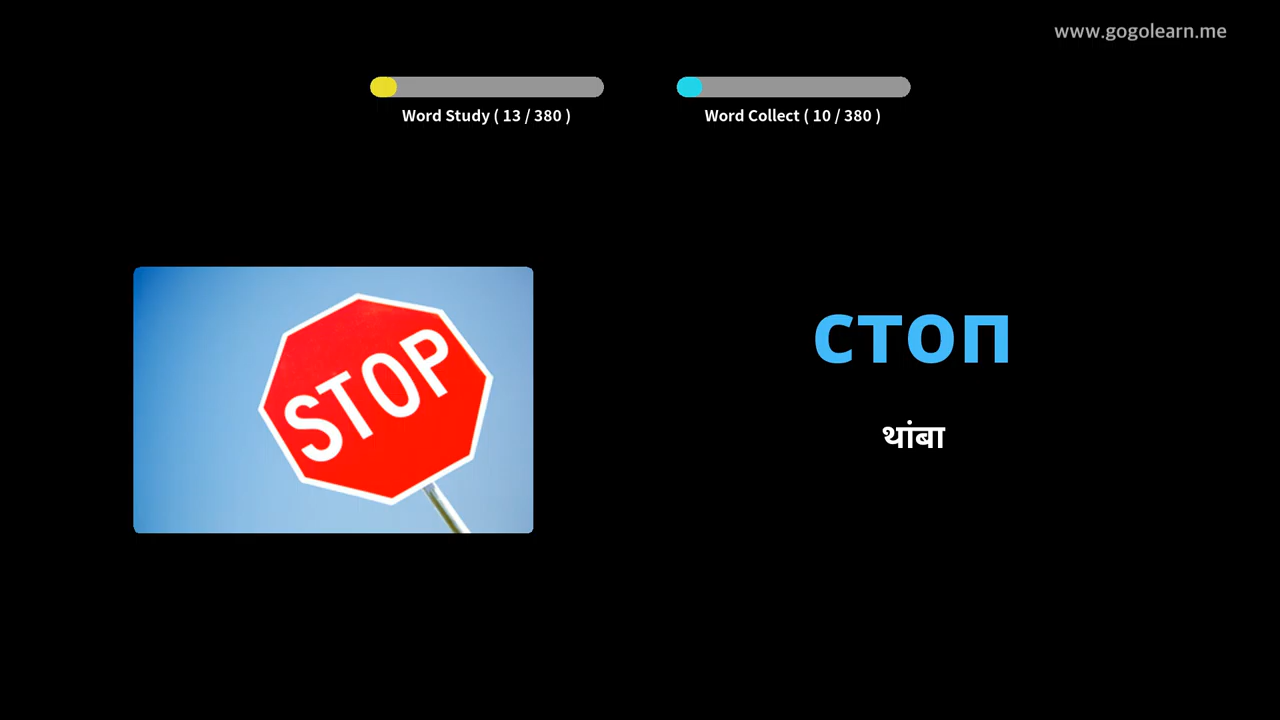 www.gogolearn.me
Word Study ( 13 / 380 )
Word Collect ( 10 / 380 )
STOP
стоп
थांबा